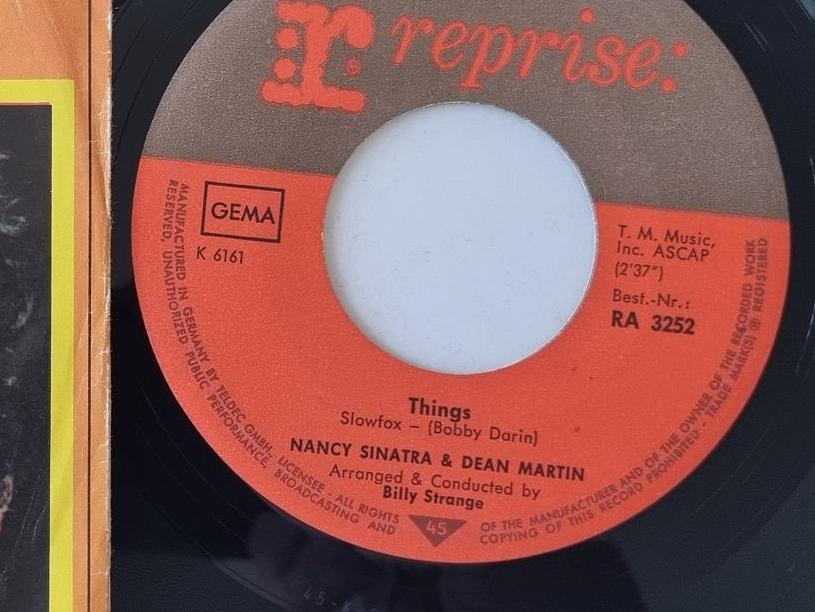 r reprise:
GEMA
K 6161
T. M. Music,
Inc. ASCAP
(2'37")
Best.-Nr.:
RA 3252
Things
Slowfox – (Bobby Darin)
NANCY SINATRA & DEAN MARTIN
Arranged & Conducted by
Billy Strange
45
MANUFACTURED IN GERMANY BY TELDEC GMBH., LICENSEE - ALL RIGHTS OF THE MANUFACTURER AND OF THE OWNER OF THE RECORDED WORK
RESERVED, UNAUTHORIZED PUBLIC PERFORMANCE, BROADCASTING AND COPYING OF THIS RECORD PROHIBITED - TRADE MARK(S) ® REGISTERED